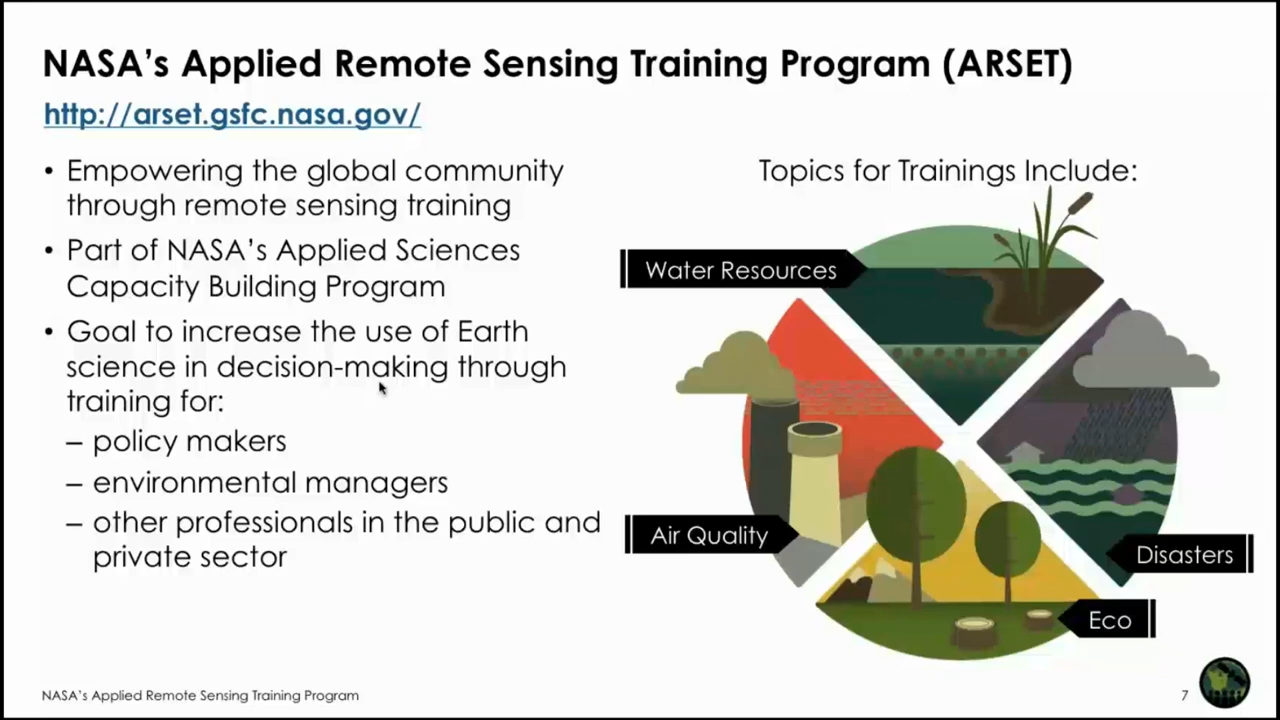 NASA's Applied Remote Sensing Training Program (ARSET)
http://arset.gsfc.nasa.gov/
• Empowering the global community
through remote sensing training
• Part of NASA's Applied Sciences
Capacity Building Program
• Goal to increase the use of Earth
science in decision-making through
training for:
– policy makers
– environmental managers
– other professionals in the public and
private sector
Topics for Trainings Include:
Water Resources
Air Quality
Disasters
Eco
NASA's Applied Remote Sensing Training Program
7